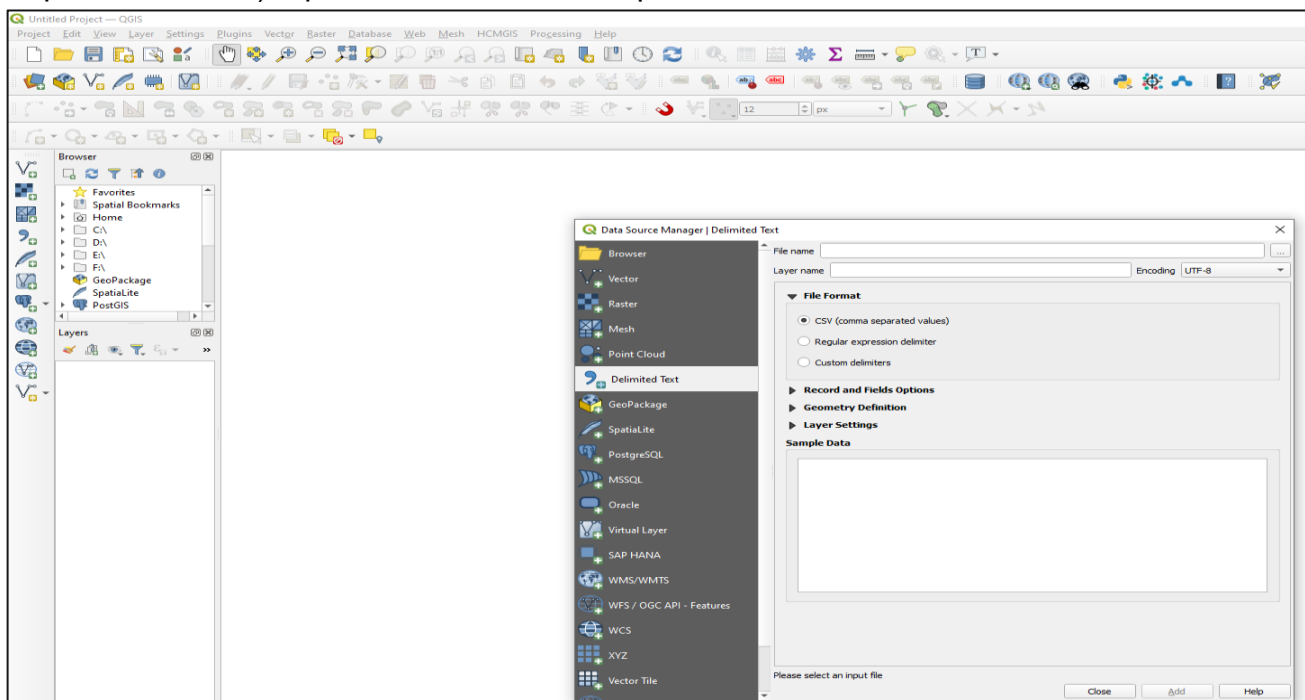 Untitled Project — QGIS
Project Edit View Layer Settings Plugins Vector Raster Database Web Mesh HCMGIS Processing Help
12 px
Browser
Favorites
Spatial Bookmarks
Home
C:\
D:\
E:\
F:\
GeoPackage
SpatiaLite
PostGIS
Layers
Data Source Manager | Delimited Text
Browser
Vector
Raster
Mesh
Point Cloud
Delimited Text
GeoPackage
SpatiaLite
PostgreSQL
MSSQL
Oracle
Virtual Layer
SAP HANA
WMS/WMTS
WFS / OGC API - Features
WCS
XYZ
Vector Tile
File name
...
Layer name
Encoding UTF-8
File Format
CSV (comma separated values)
Regular expression delimiter
Custom delimiters
Record and Fields Options
Geometry Definition
Layer Settings
Sample Data
Please select an input file
Close Add Help